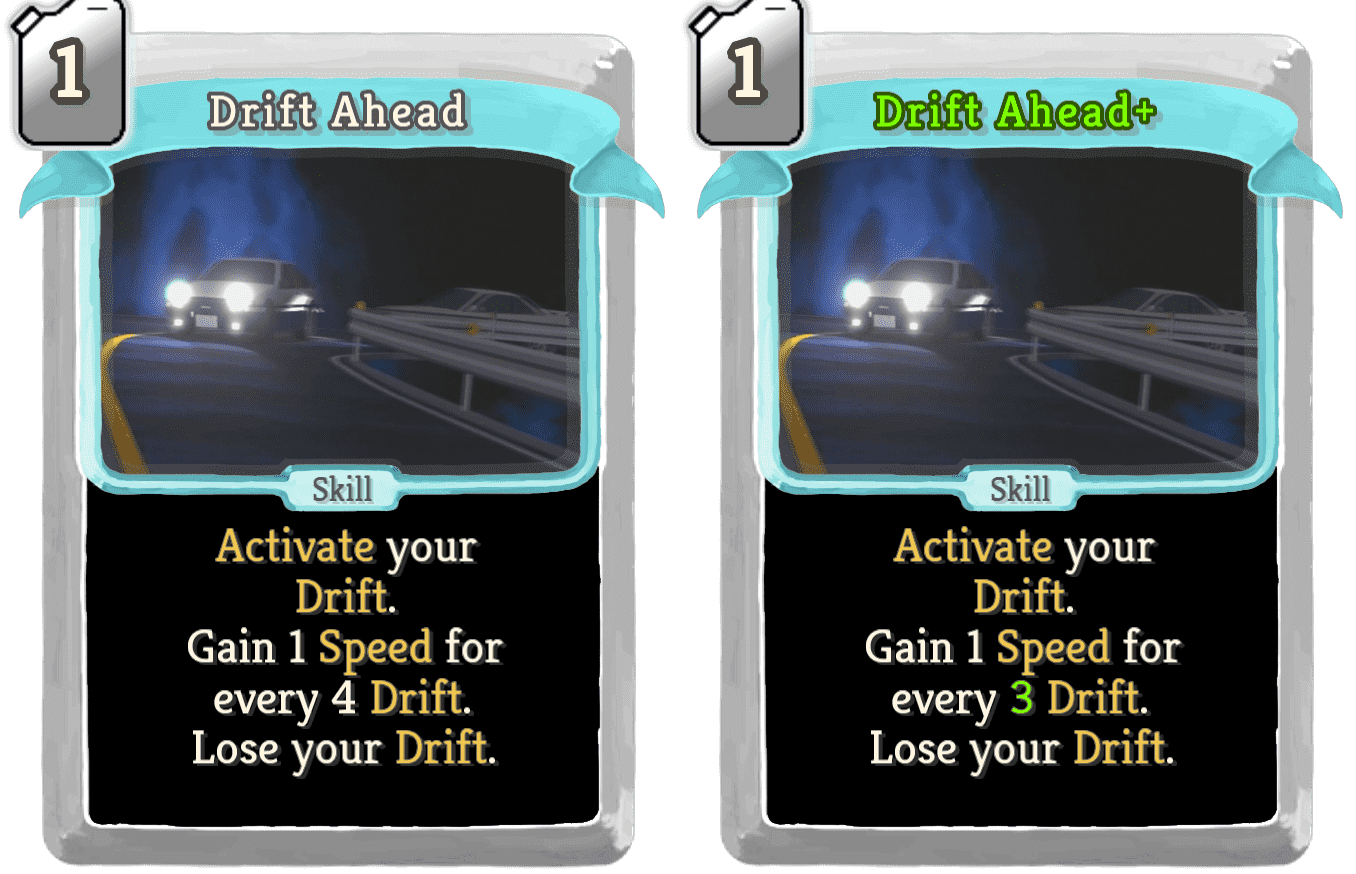 1
Drift Ahead
Skill
Activate your
Drift.
Gain 1 Speed for
every 4 Drift.
Lose your Drift.
1
Drift Ahead+
Skill
Activate your
Drift.
Gain 1 Speed for
every 3 Drift.
Lose your Drift.